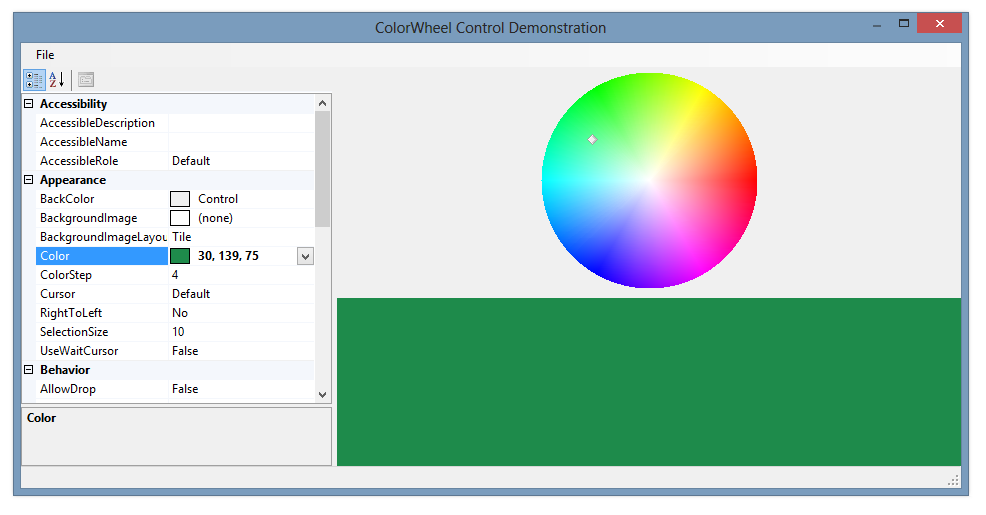 ColorWheel Control Demonstration
File
Accessibility
AccessibleDescription
AccessibleName
AccessibleRole Default
Appearance
BackColor Control
BackgroundImage (none)
BackgroundImageLayou Tile
Color 30, 139, 75
ColorStep 4
Cursor Default
RightToLeft No
SelectionSize 10
UseWaitCursor False
Behavior
AllowDrop False
Color